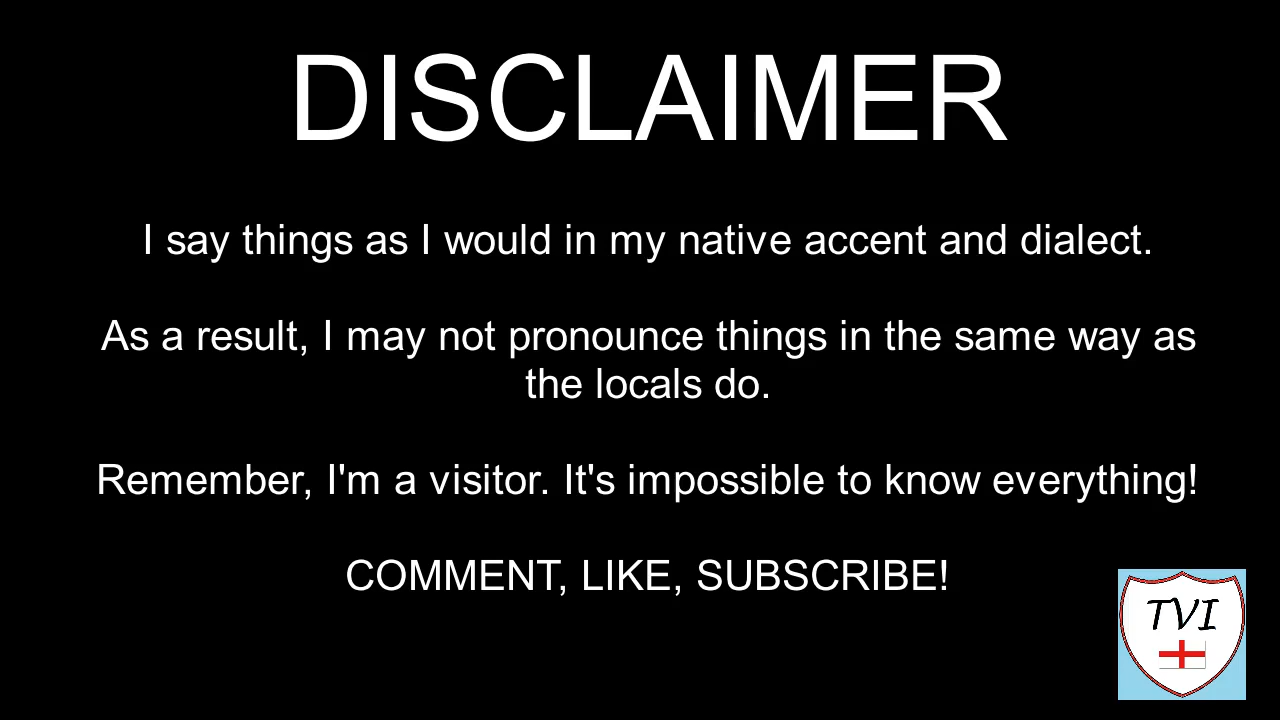 DISCLAIMER
I say things as I would in my native accent and dialect.
As a result, I may not pronounce things in the same way as
the locals do.
Remember, I'm a visitor. It's impossible to know everything!
COMMENT, LIKE, SUBSCRIBE!
TVI